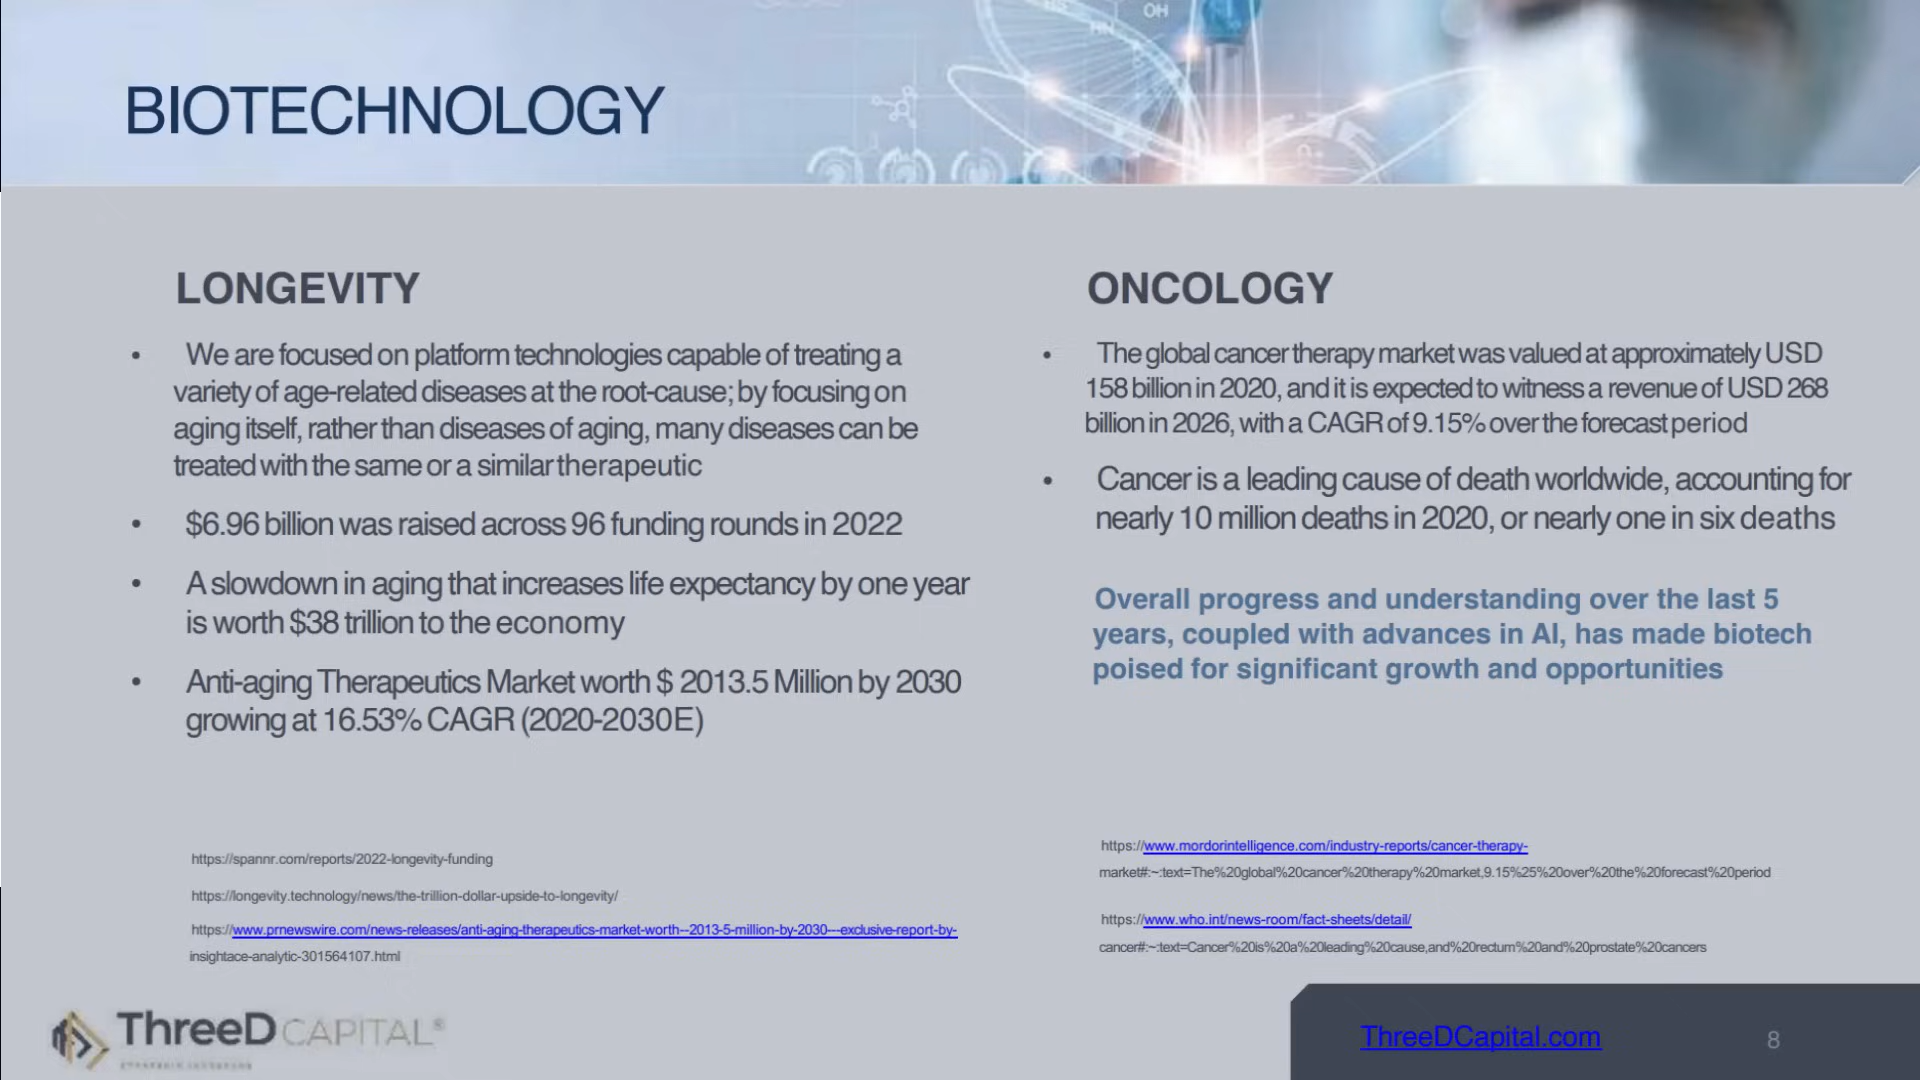 OH
HN
BIOTECHNOLOGY
LONGEVITY
• We are focused on platform technologies capable of treating a
variety of age-related diseases at the root-cause; by focusing on
aging itself, rather than diseases of aging, many diseases can be
treated with the same or a similar therapeutic
• $6.96 billion was raised across 96 funding rounds in 2022
• A slowdown in aging that increases life expectancy by one year
is worth $38 trillion to the economy
• Anti-aging Therapeutics Market worth $ 2013.5 Million by 2030
growing at 16.53% CAGR (2020-2030E)
https://spannr.com/reports/2022-longevity-funding
https://longevity.technology/news/the-trillion-dollar-upside-to-longevity/
https://www.prnewswire.com/news-releases/anti-aging-therapeutics-market-worth--2013-5-million-by-2030---exclusive-report-by-
insightace-analytic-301564107.html
ONCOLOGY
• The global cancer therapy market was valued at approximately USD
158 billion in 2020, and it is expected to witness a revenue of USD 268
billion in 2026, with a CAGR of 9.15% over the forecast period
• Cancer is a leading cause of death worldwide, accounting for
nearly 10 million deaths in 2020, or nearly one in six deaths
Overall progress and understanding over the last 5
years, coupled with advances in AI, has made biotech
poised for significant growth and opportunities
https://www.mordorintelligence.com/industry-reports/cancer-therapy-
market#:~:text=The%20global%20cancer%20therapy%20market,9.15%25%20over%20the%20forecast%20period
https://www.who.int/news-room/fact-sheets/detail/
cancer#:~:text=Cancer%20is%20a%20leading%20cause,and%20rectum%20and%20prostate%20cancers
ThreeD CAPITAL®
ThreeDCapital.com
8